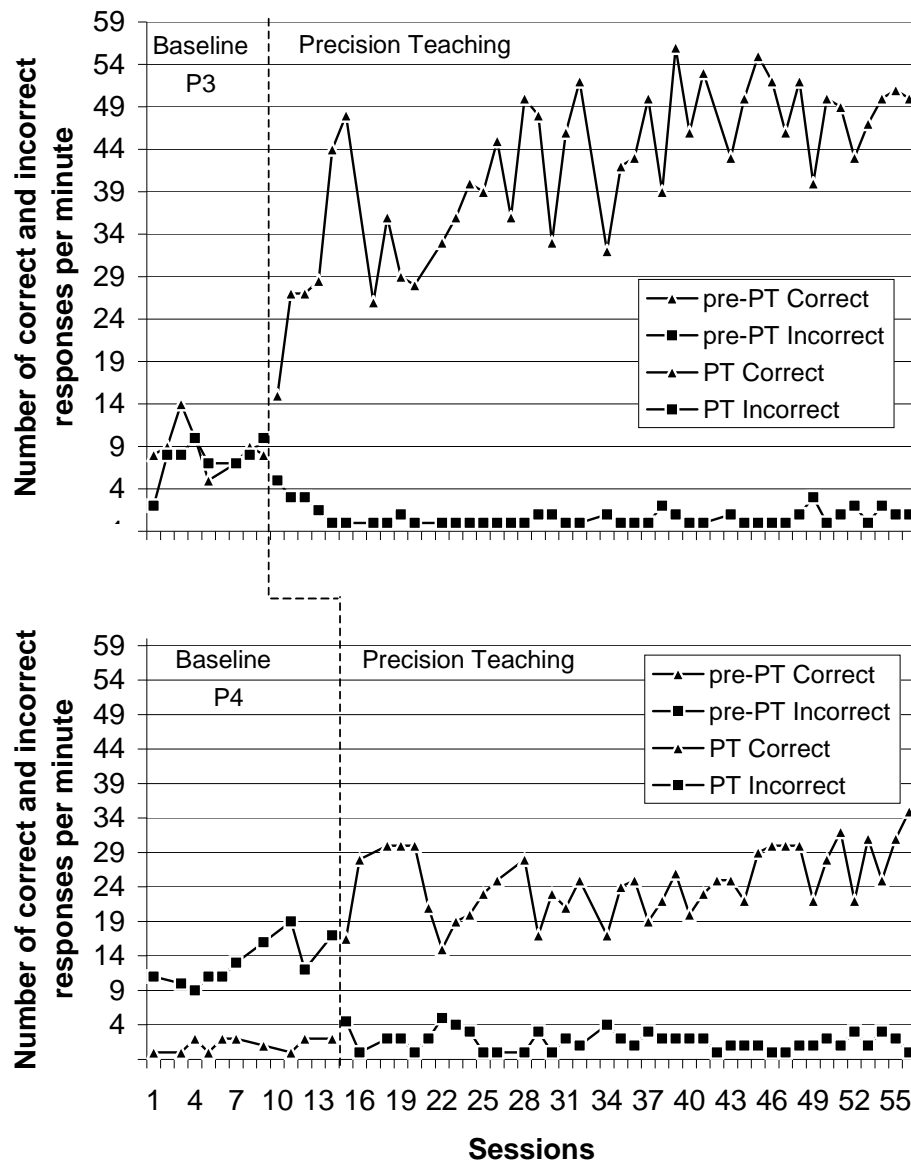 59
54
49
44
39
34
29
24
19
14
9
4
Number of correct and incorrect
responses per minute
Baseline
P3
Precision Teaching
pre-PT Correct
pre-PT Incorrect
PT Correct
PT Incorrect
59
54
49
44
39
34
29
24
19
14
9
4
Number of correct and incorrect
responses per minute
Baseline
P4
Precision Teaching
pre-PT Correct
pre-PT Incorrect
PT Correct
PT Incorrect
1 4 7 10 13 16 19 22 25 28 31 34 37 40 43 46 49 52 55
Sessions